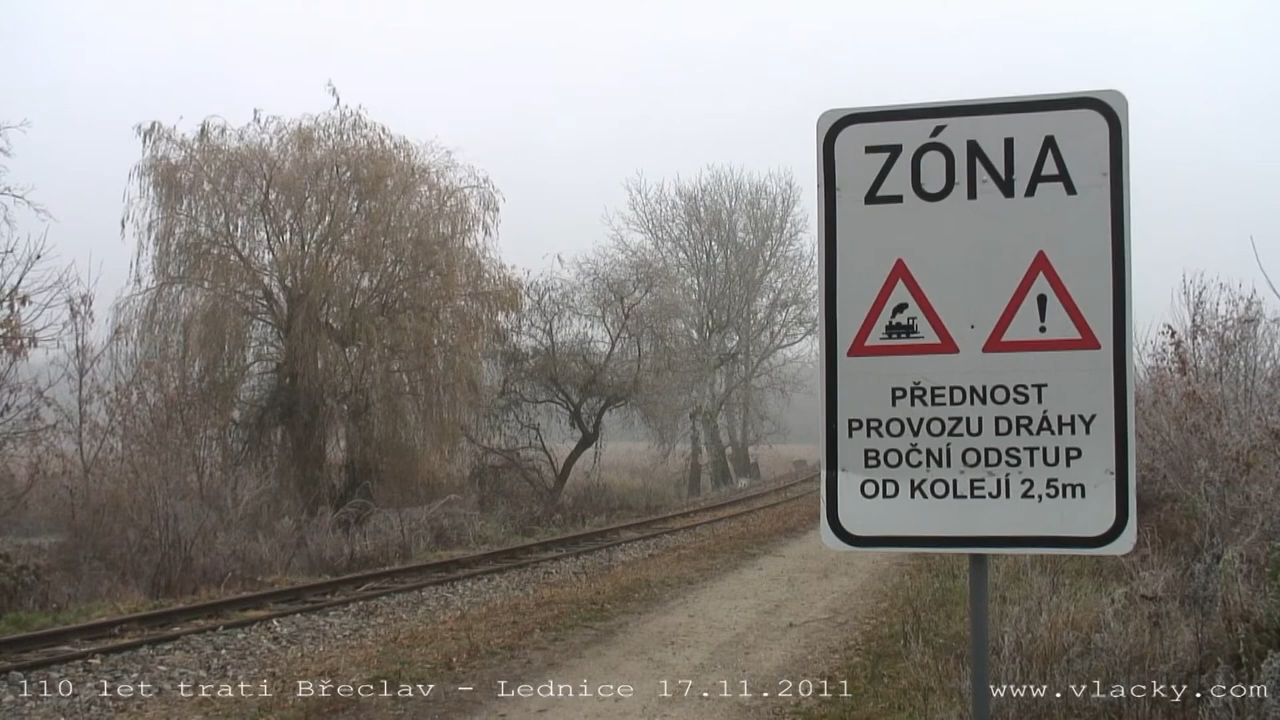 ZÓNA
!
PŘEDNOST
PROVOZU DRÁHY
BOČNÍ ODSTUP
OD KOLEJÍ 2,5m
110 let trati Břeclav - Lednice 17.11.2011
www.vlacky.com